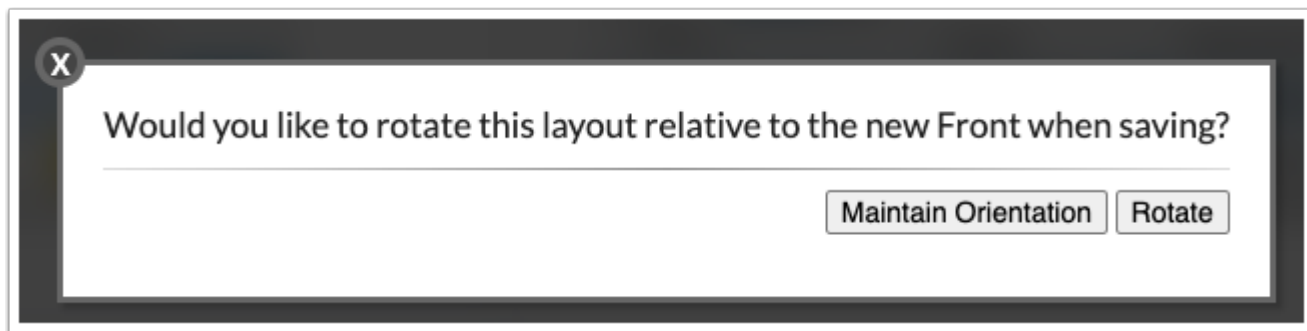 X
Would you like to rotate this layout relative to the new Front when saving?
Maintain Orientation Rotate